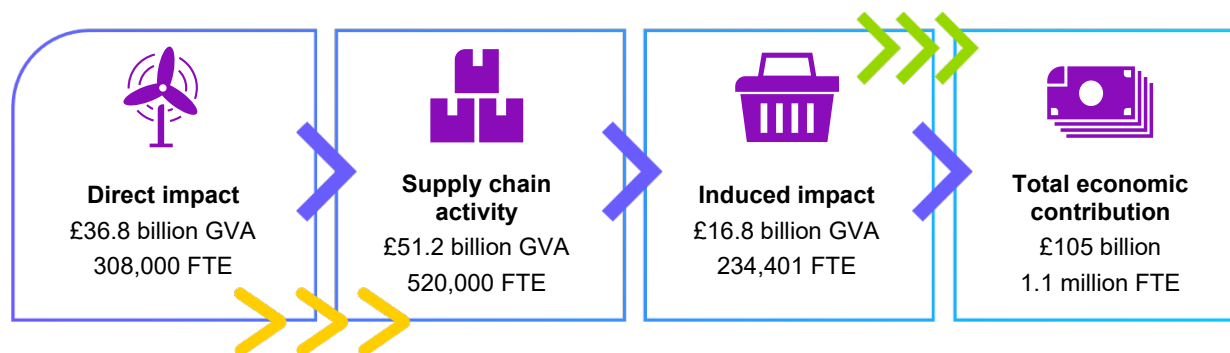 Direct impact
£36.8 billion GVA
308,000 FTE
Supply chain
activity
£51.2 billion GVA
520,000 FTE
Induced impact
£16.8 billion GVA
234,401 FTE
Total economic
contribution
£105 billion
1.1 million FTE